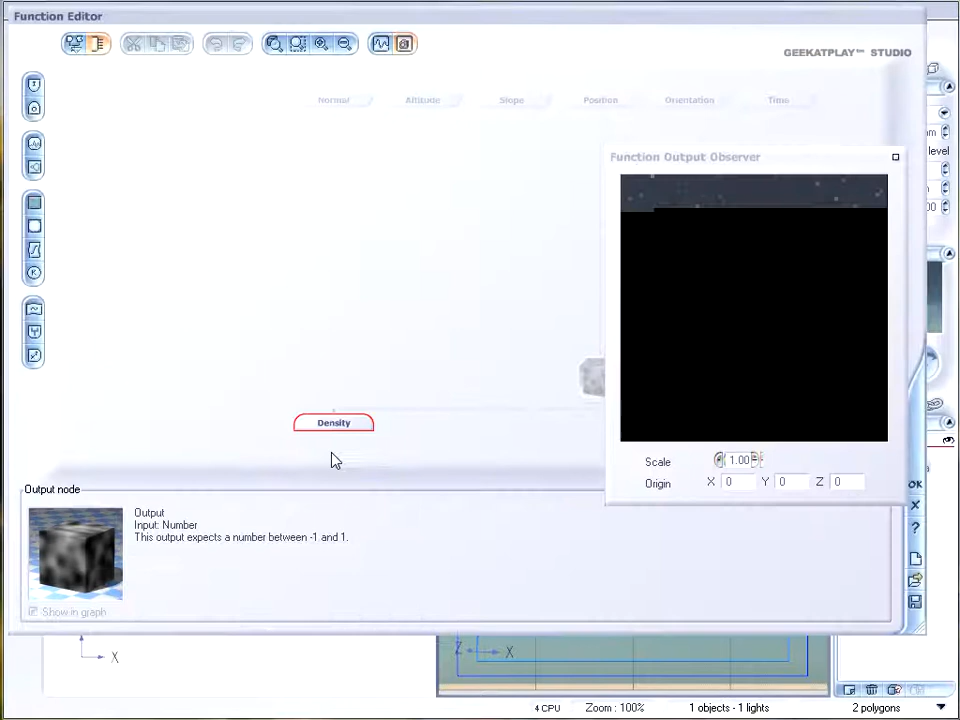 Function Editor
GEEKATPLAY™ STUDIO
Normal Altitude Slope Position Orientation Time
Function Output Observer
level
Density
Scale 1.00
Origin X 0 Y 0 Z 0
Output node
Output
Input: Number
This output expects a number between -1 and 1.
Show in graph
OK
X
Z X
4 CPU Zoom : 100% 1 objects - 1 lights 2 polygons